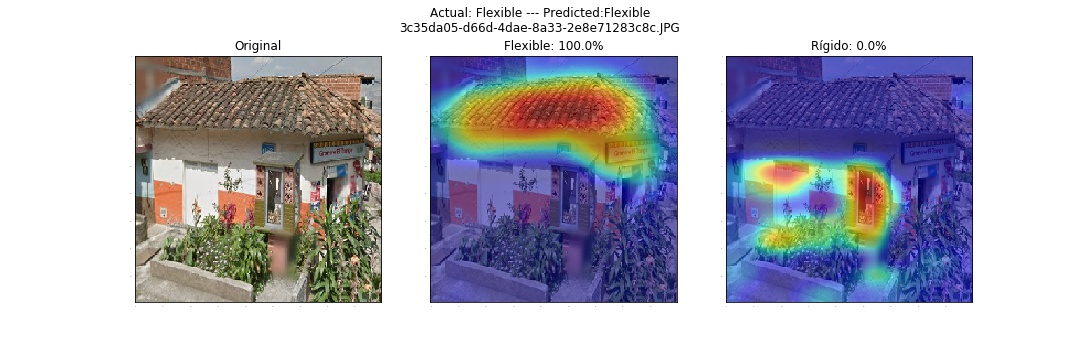 Actual: Flexible --- Predicted:Flexible
3c35da05-d66d-4dae-8a33-2e8e71283c8c.JPG
Original
Flexible: 100.0%
Rígido: 0.0%